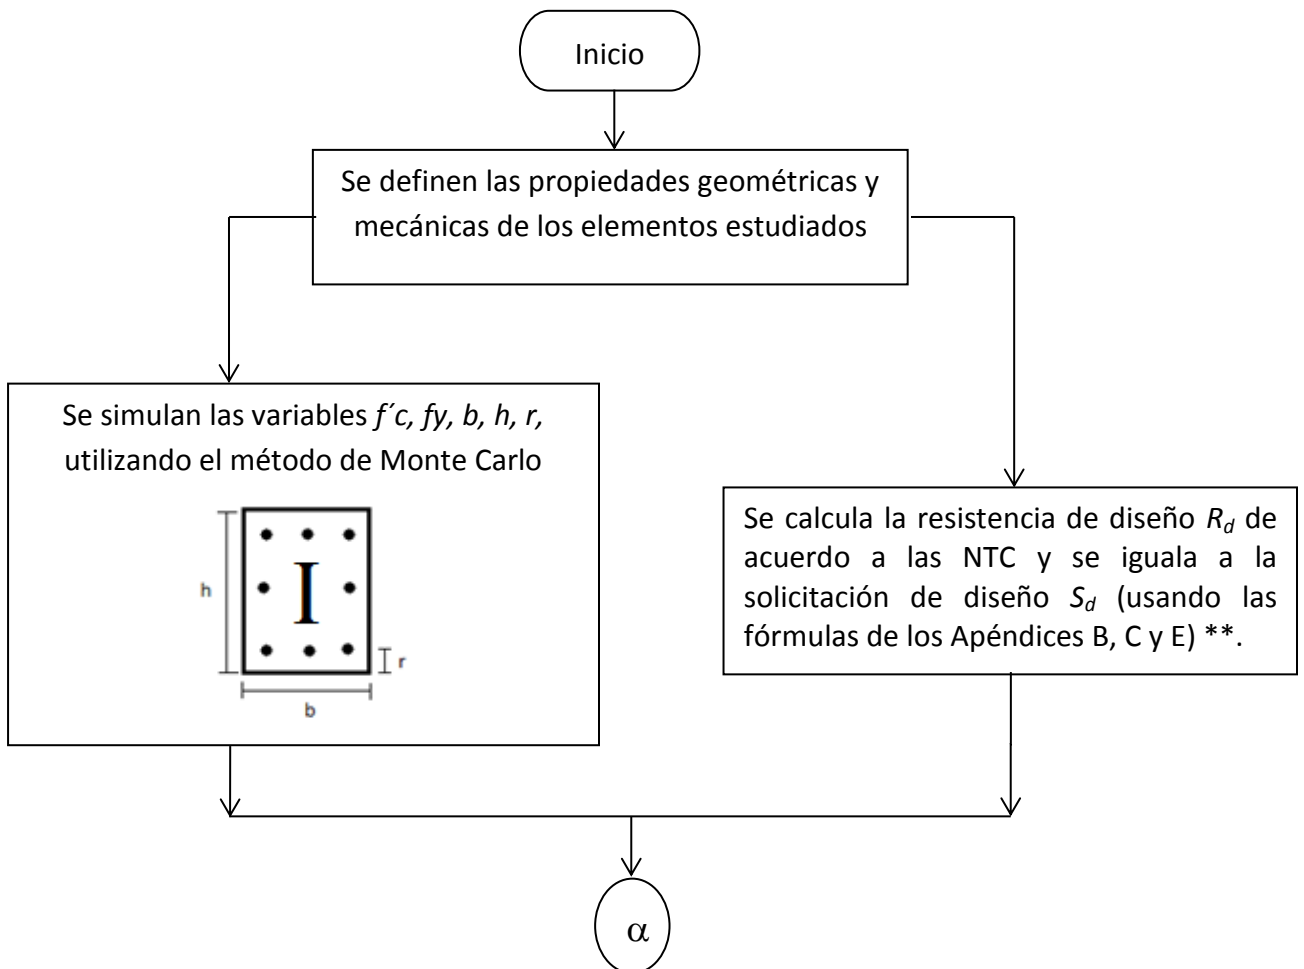 Inicio
Se definen las propiedades geométricas y
mecánicas de los elementos estudiados
Se simulan las variables f´c, fy, b, h, r,
utilizando el método de Monte Carlo
h
I
r
b
Se calcula la resistencia de diseño Rd de
acuerdo a las NTC y se iguala a la
solicitación de diseño Sd (usando las
fórmulas de los Apéndices B, C y E) **.
α